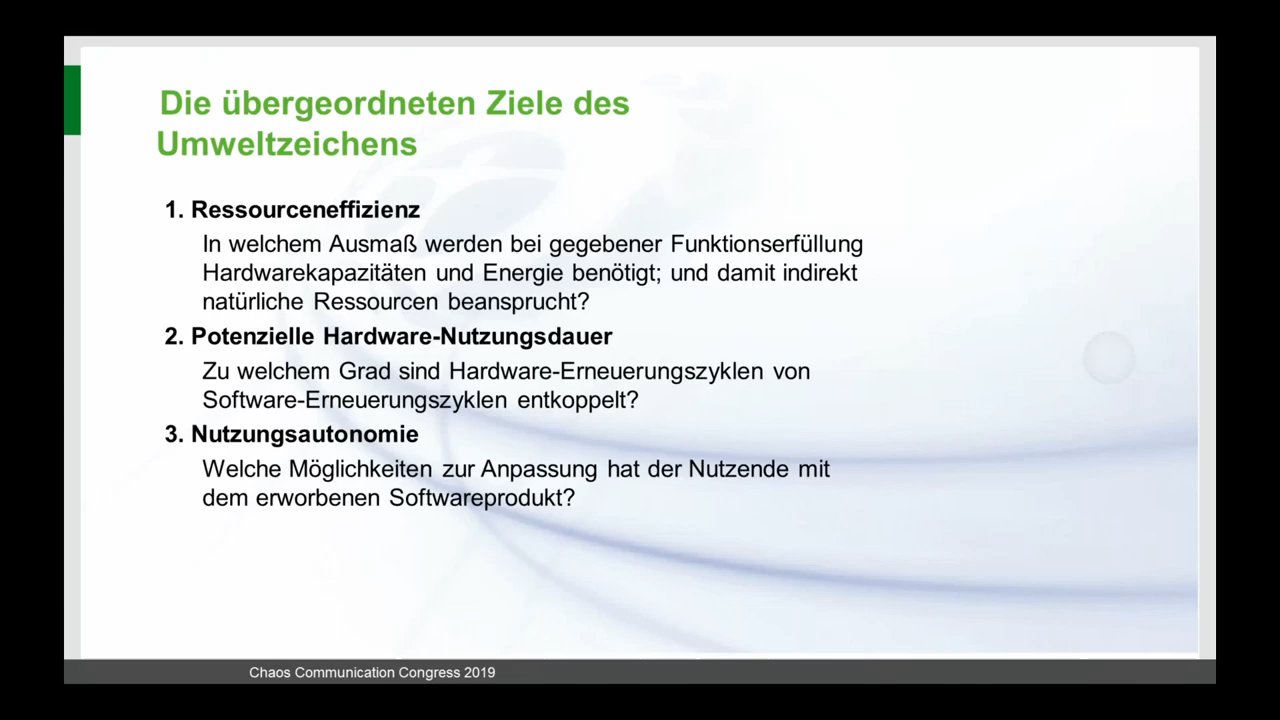 Die übergeordneten Ziele des
Umweltzeichens
1. Ressourceneffizienz
In welchem Ausmaß werden bei gegebener Funktionserfüllung
Hardwarekapazitäten und Energie benötigt; und damit indirekt
natürliche Ressourcen beansprucht?
2. Potenzielle Hardware-Nutzungsdauer
Zu welchem Grad sind Hardware-Erneuerungszyklen von
Software-Erneuerungszyklen entkoppelt?
3. Nutzungsautonomie
Welche Möglichkeiten zur Anpassung hat der Nutzende mit
dem erworbenen Softwareprodukt?
Chaos Communication Congress 2019